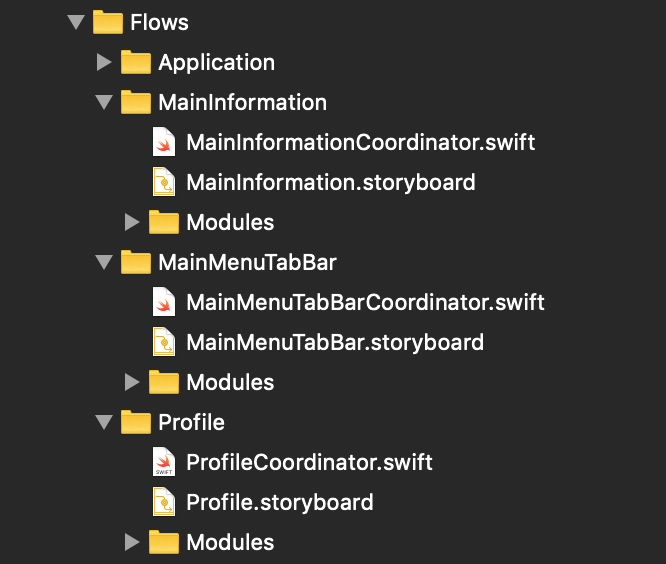 Flows
Application
MainInformation
MainInformationCoordinator.swift
MainInformation.storyboard
Modules
MainMenuTabBar
MainMenuTabBarCoordinator.swift
MainMenuTabBar.storyboard
Modules
Profile
ProfileCoordinator.swift
SWIFT
Profile.storyboard
Modules